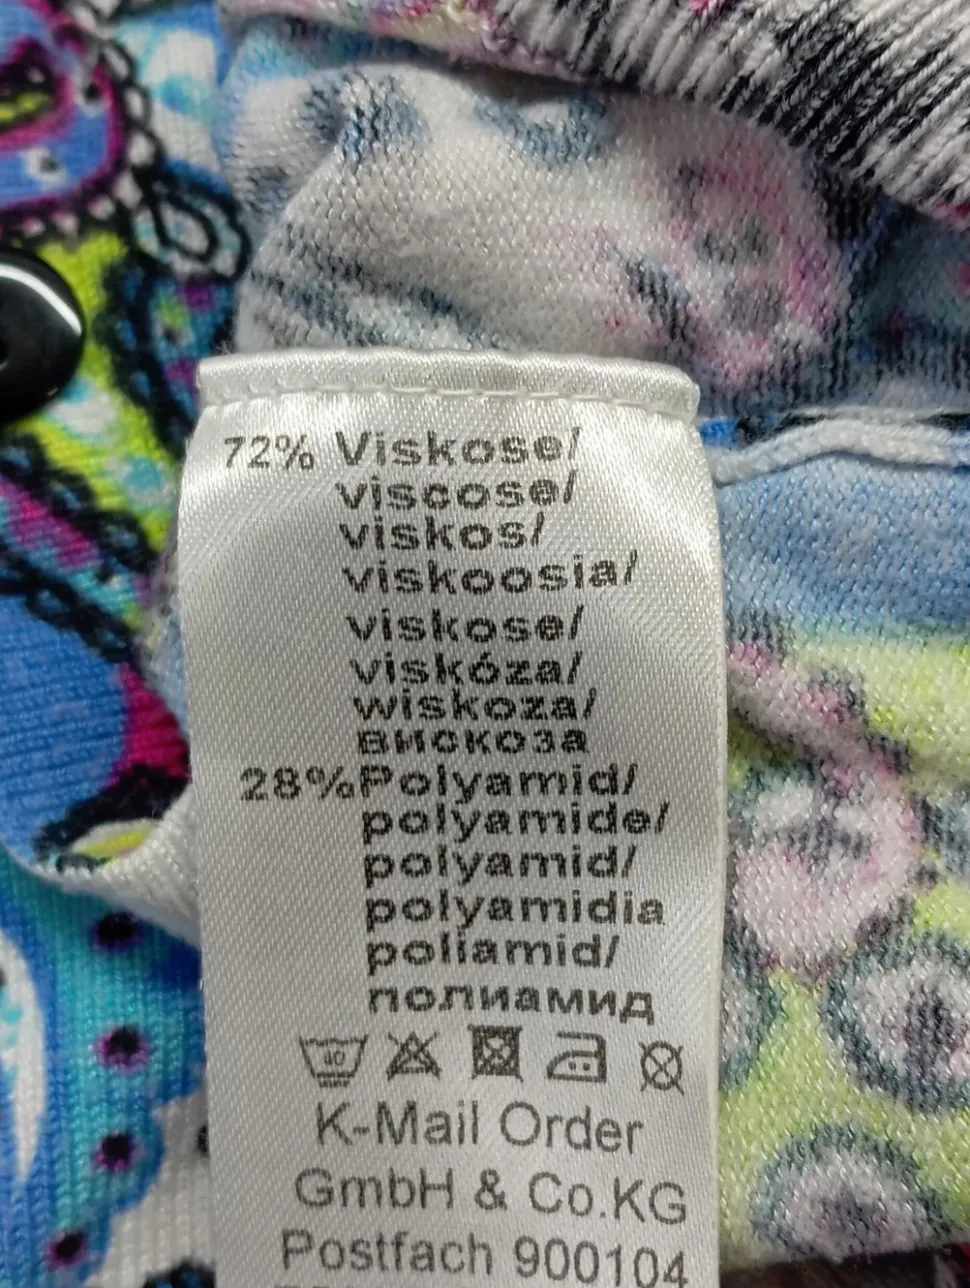 72% Viskose/
viscose/
viskos/
viskoosia/
viskose/
viskóza/
wiskoza/
вискоза
28% Polyamid/
polyamide/
polyamid/
polyamidia
poliamid/
полиамид
40
K-Mail Order
GmbH & Co.KG
Postfach 900104